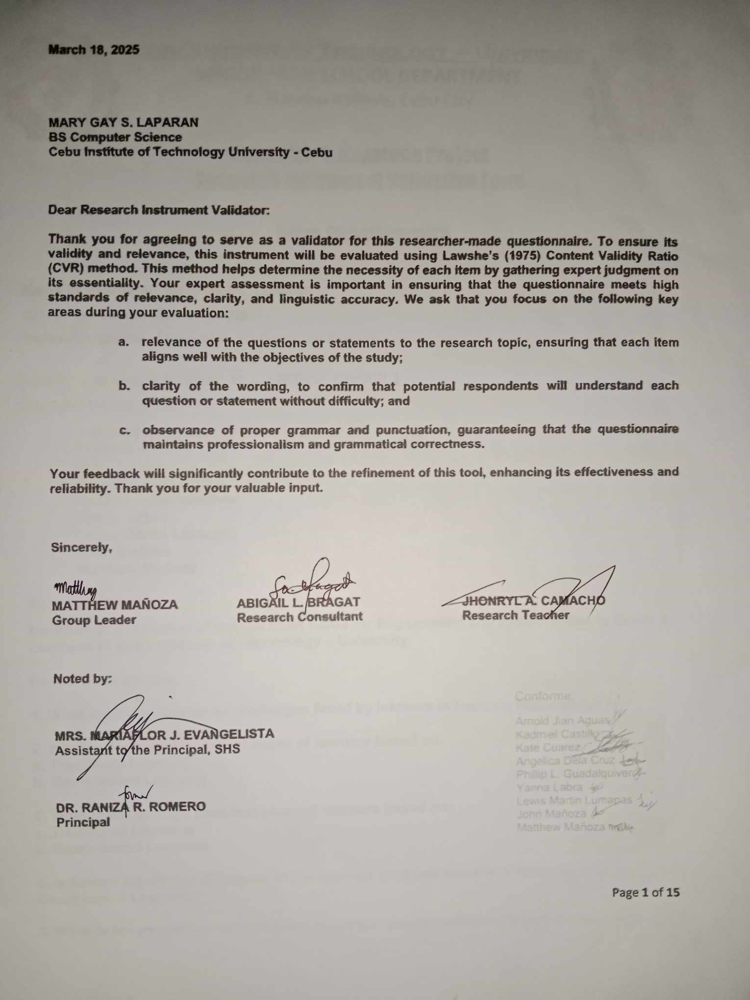 March 18, 2025
MARY GAY S. LAPARAN
BS Computer Science
Cebu Institute of Technology University - Cebu
Dear Research Instrument Validator:
Thank you for agreeing to serve as a validator for this researcher-made questionnaire. To ensure its
validity and relevance, this instrument will be evaluated using Lawshe's (1975) Content Validity Ratio
(CVR) method. This method helps determine the necessity of each item by gathering expert judgment on
its essentiality. Your expert assessment is important in ensuring that the questionnaire meets high
standards of relevance, clarity, and linguistic accuracy. We ask that you focus on the following key
areas during your evaluation:
a. relevance of the questions or statements to the research topic, ensuring that each item
aligns well with the objectives of the study;
b. clarity of the wording, to confirm that potential respondents will understand each
question or statement without difficulty; and
c. observance of proper grammar and punctuation, guaranteeing that the questionnaire
maintains professionalism and grammatical correctness.
Your feedback will significantly contribute to the refinement of this tool, enhancing its effectiveness and
reliability. Thank you for your valuable input.
Sincerely,
MATTHEW MAÑOZA ABIGAIL L. BRAGAT JHONRYL A. CAMACHO
Group Leader Research Consultant Research Teacher
Noted by:
MRS. MARIAFLOR J. EVANGELISTA
Assistant to the Principal, SHS
DR. RANIZA R. ROMERO
Principal
Conforme:
Arnold Jian Aguas
Kadmiel Castillo
Kate Cuarez
Angelica Dela Cruz
Phillip L. Guadalquiver
Yanna Labra
Lewis Martin Lumapas
John Mañoza
Matthew Mañoza
Page 1 of 15